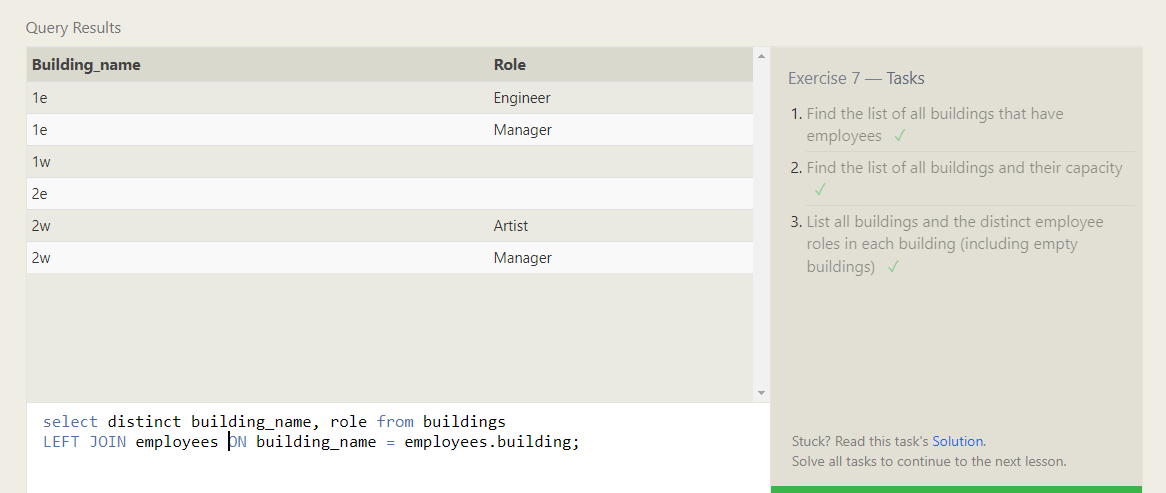 Query Results
Building_name Role
1e Engineer
1e Manager
1w
2e
2w Artist
2w Manager
select distinct building_name, role from buildings
LEFT JOIN employees ON building_name = employees.building;
Exercise 7 — Tasks
1. Find the list of all buildings that have
employees ✓
2. Find the list of all buildings and their capacity
✓
3. List all buildings and the distinct employee
roles in each building (including empty
buildings) ✓
Stuck? Read this task's Solution.
Solve all tasks to continue to the next lesson.